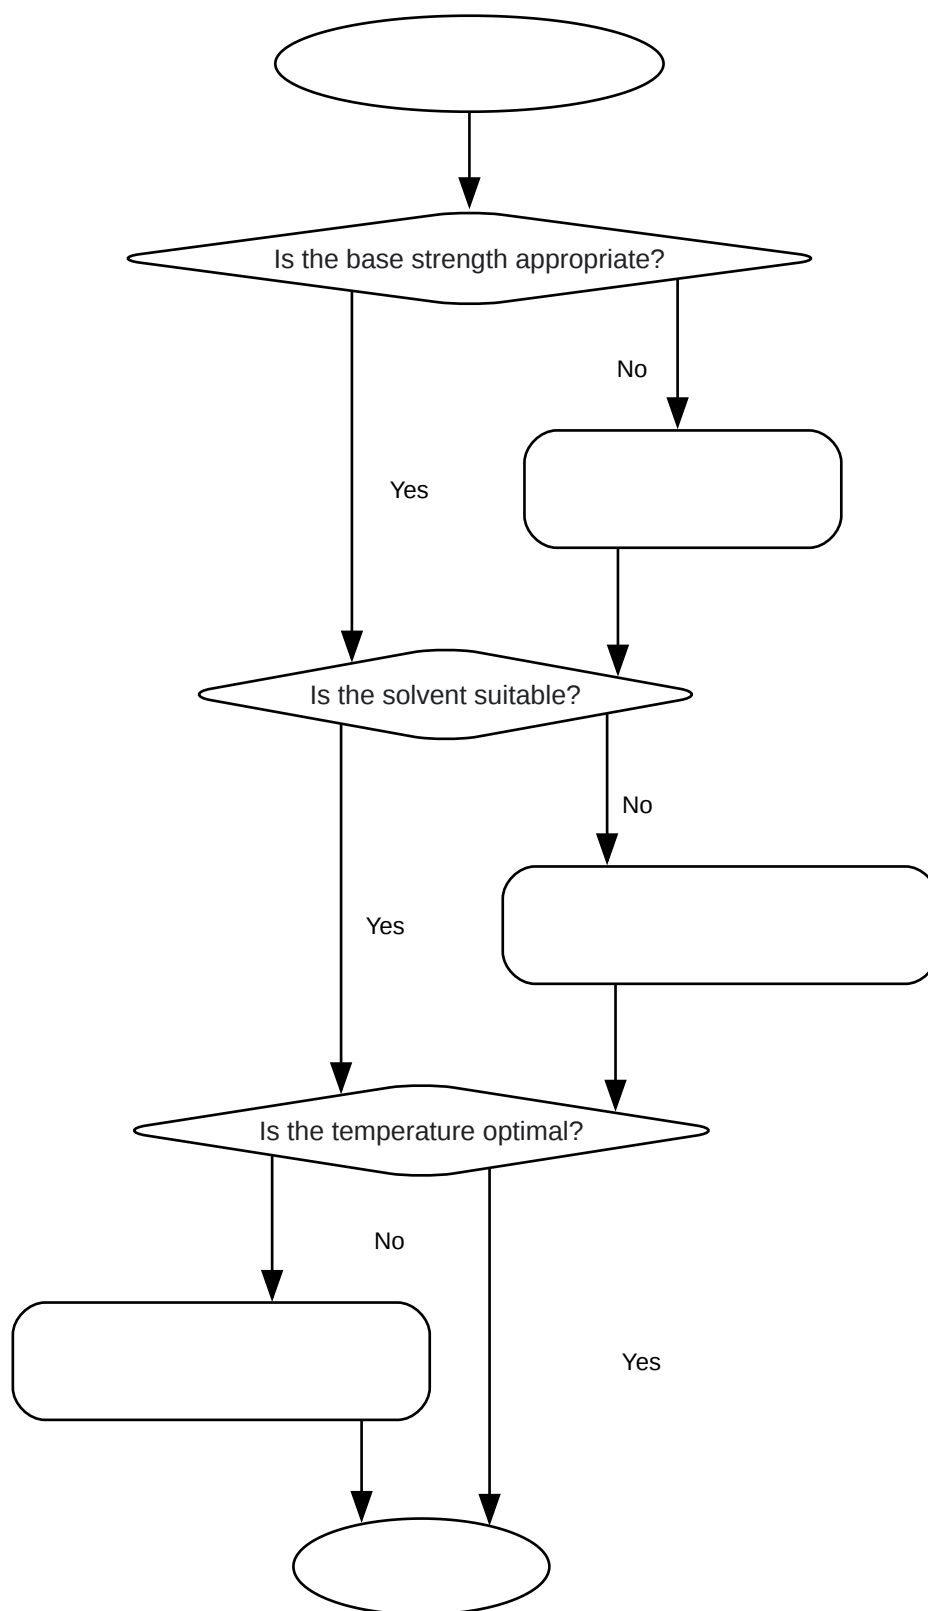 Is the base strength appropriate?
No
Yes
Is the solvent suitable?
No
Yes
Is the temperature optimal?
No
Yes